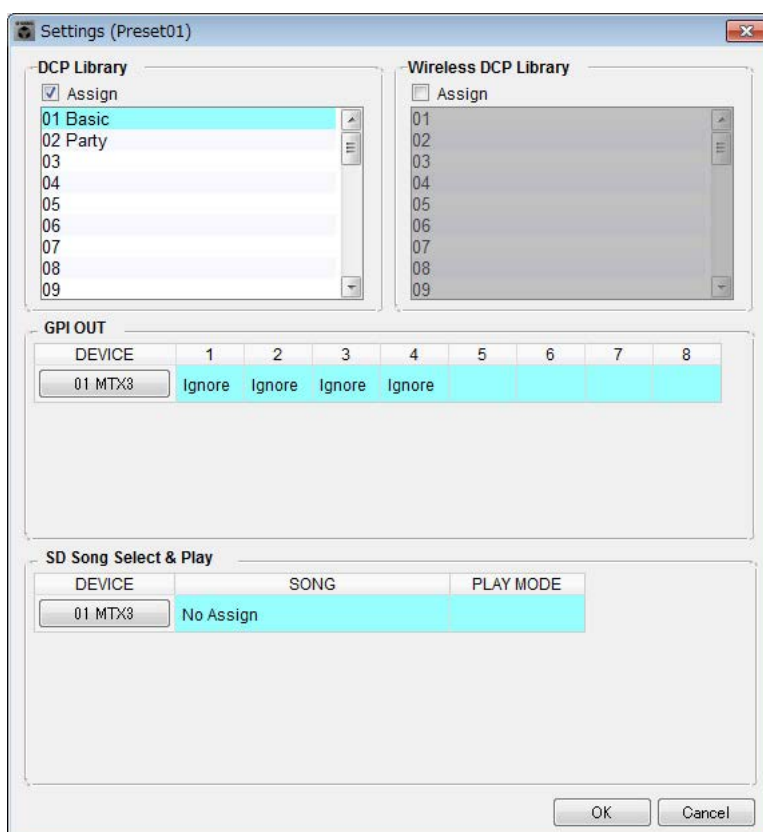 Settings (Preset01)
DCP Library
Assign
01 Basic
02 Party
03
04
05
06
07
08
09
Wireless DCP Library
Assign
01
02
03
04
05
06
07
08
09
GPI OUT
DEVICE 1 2 3 4 5 6 7 8
01 MTX3 Ignore Ignore Ignore Ignore
SD Song Select & Play
DEVICE SONG PLAY MODE
01 MTX3 No Assign
OK Cancel